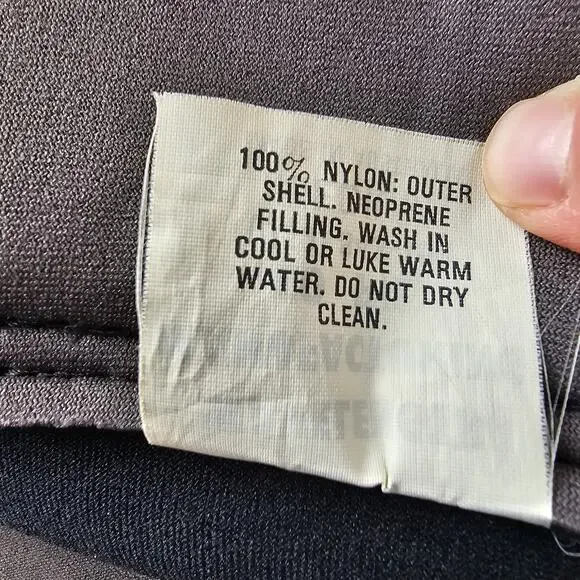 100% NYLON: OUTER
SHELL. NEOPRENE
FILLING. WASH IN
COOL OR LUKE WARM
WATER. DO NOT DRY
CLEAN.